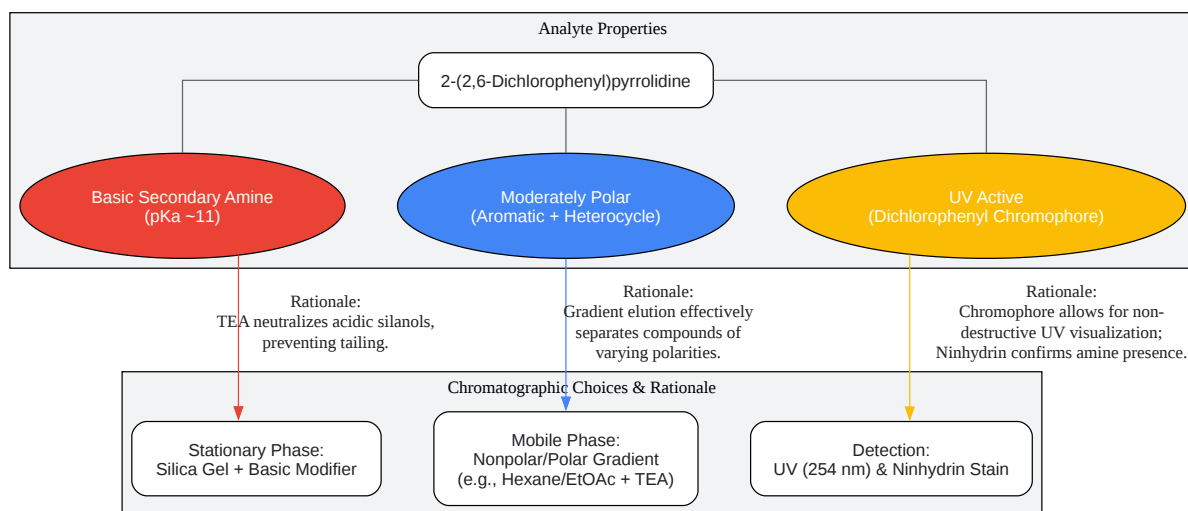 Analyte Properties
2-(2,6-Dichlorophenyl)pyrrolidine
Basic Secondary Amine
(pKa ~11)
Moderately Polar
(Aromatic + Heterocycle)
UV Active
(Dichlorophenyl Chromophore)
Rationale:
TEA neutralizes acidic silanols,
preventing tailing.
Rationale:
Gradient elution effectively
separates compounds of
varying polarities.
Rationale:
Chromophore allows for non-
destructive UV visualization;
Ninhydrin confirms amine presence.
Chromatographic Choices & Rationale
Stationary Phase:
Silica Gel + Basic Modifier
Mobile Phase:
Nonpolar/Polar Gradient
(e.g., Hexane/EtOAc + TEA)
Detection:
UV (254 nm) & Ninhydrin Stain